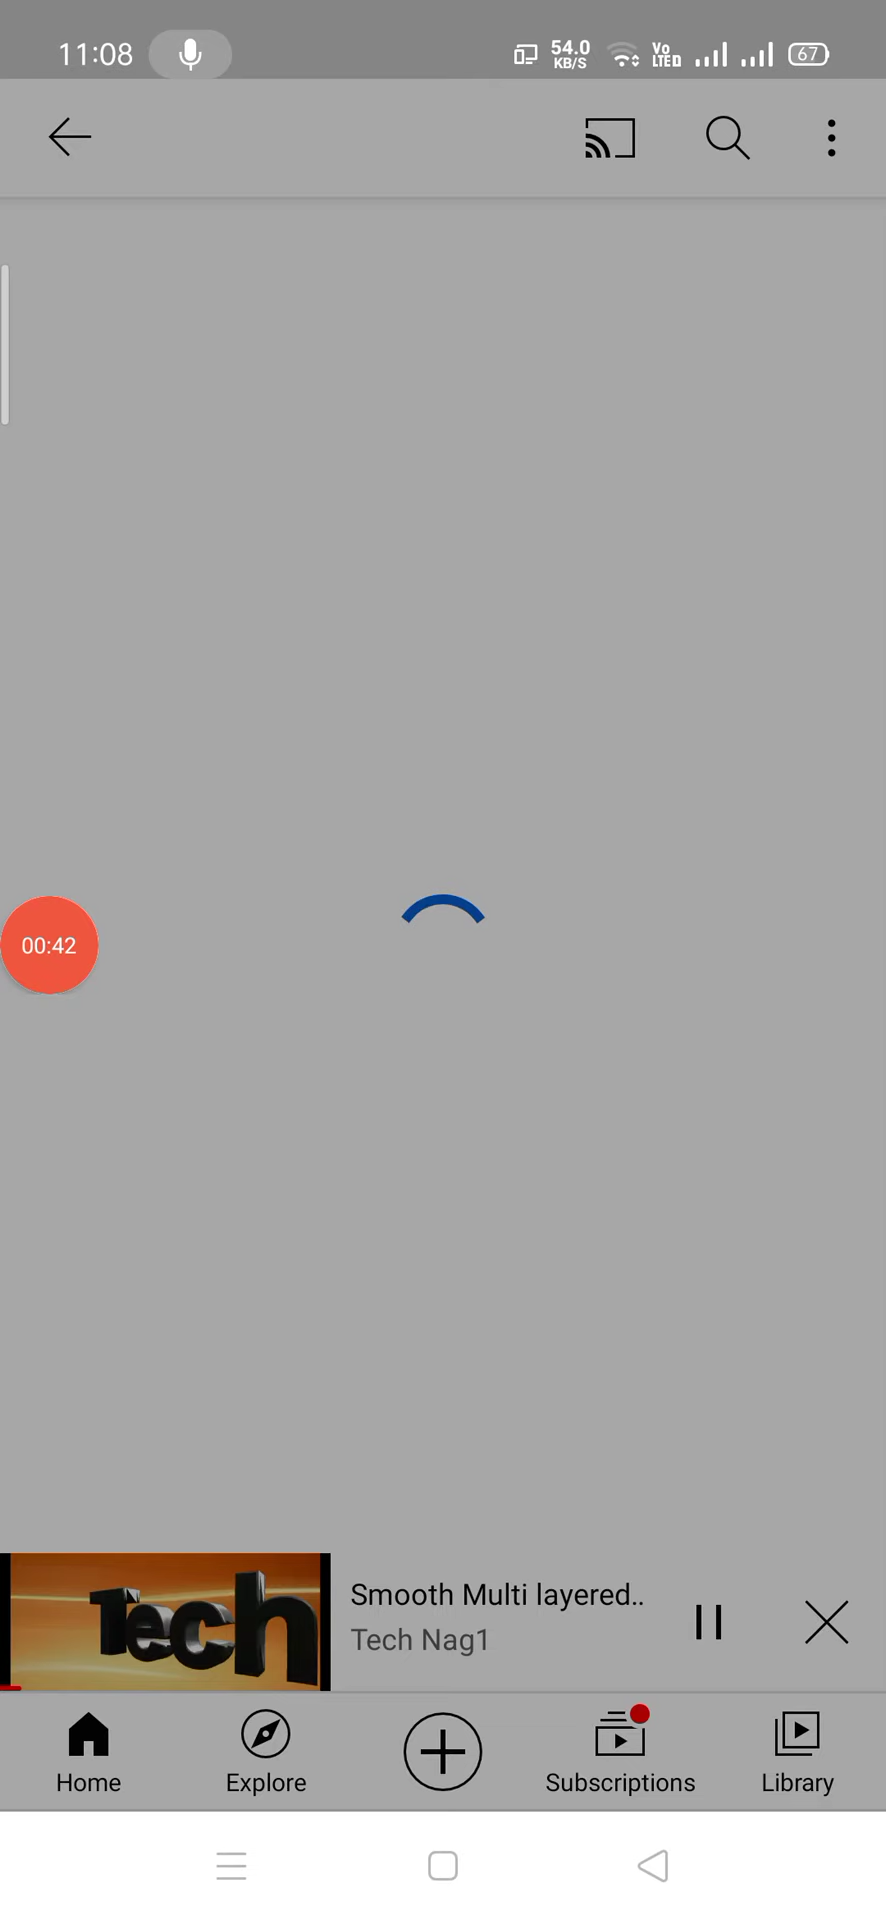 11:08
54.0
KB/S
Vo
LTED
67
00:42
Tech
Smooth Multi layered..
Tech Nag1
Home
Explore
Subscriptions
Library